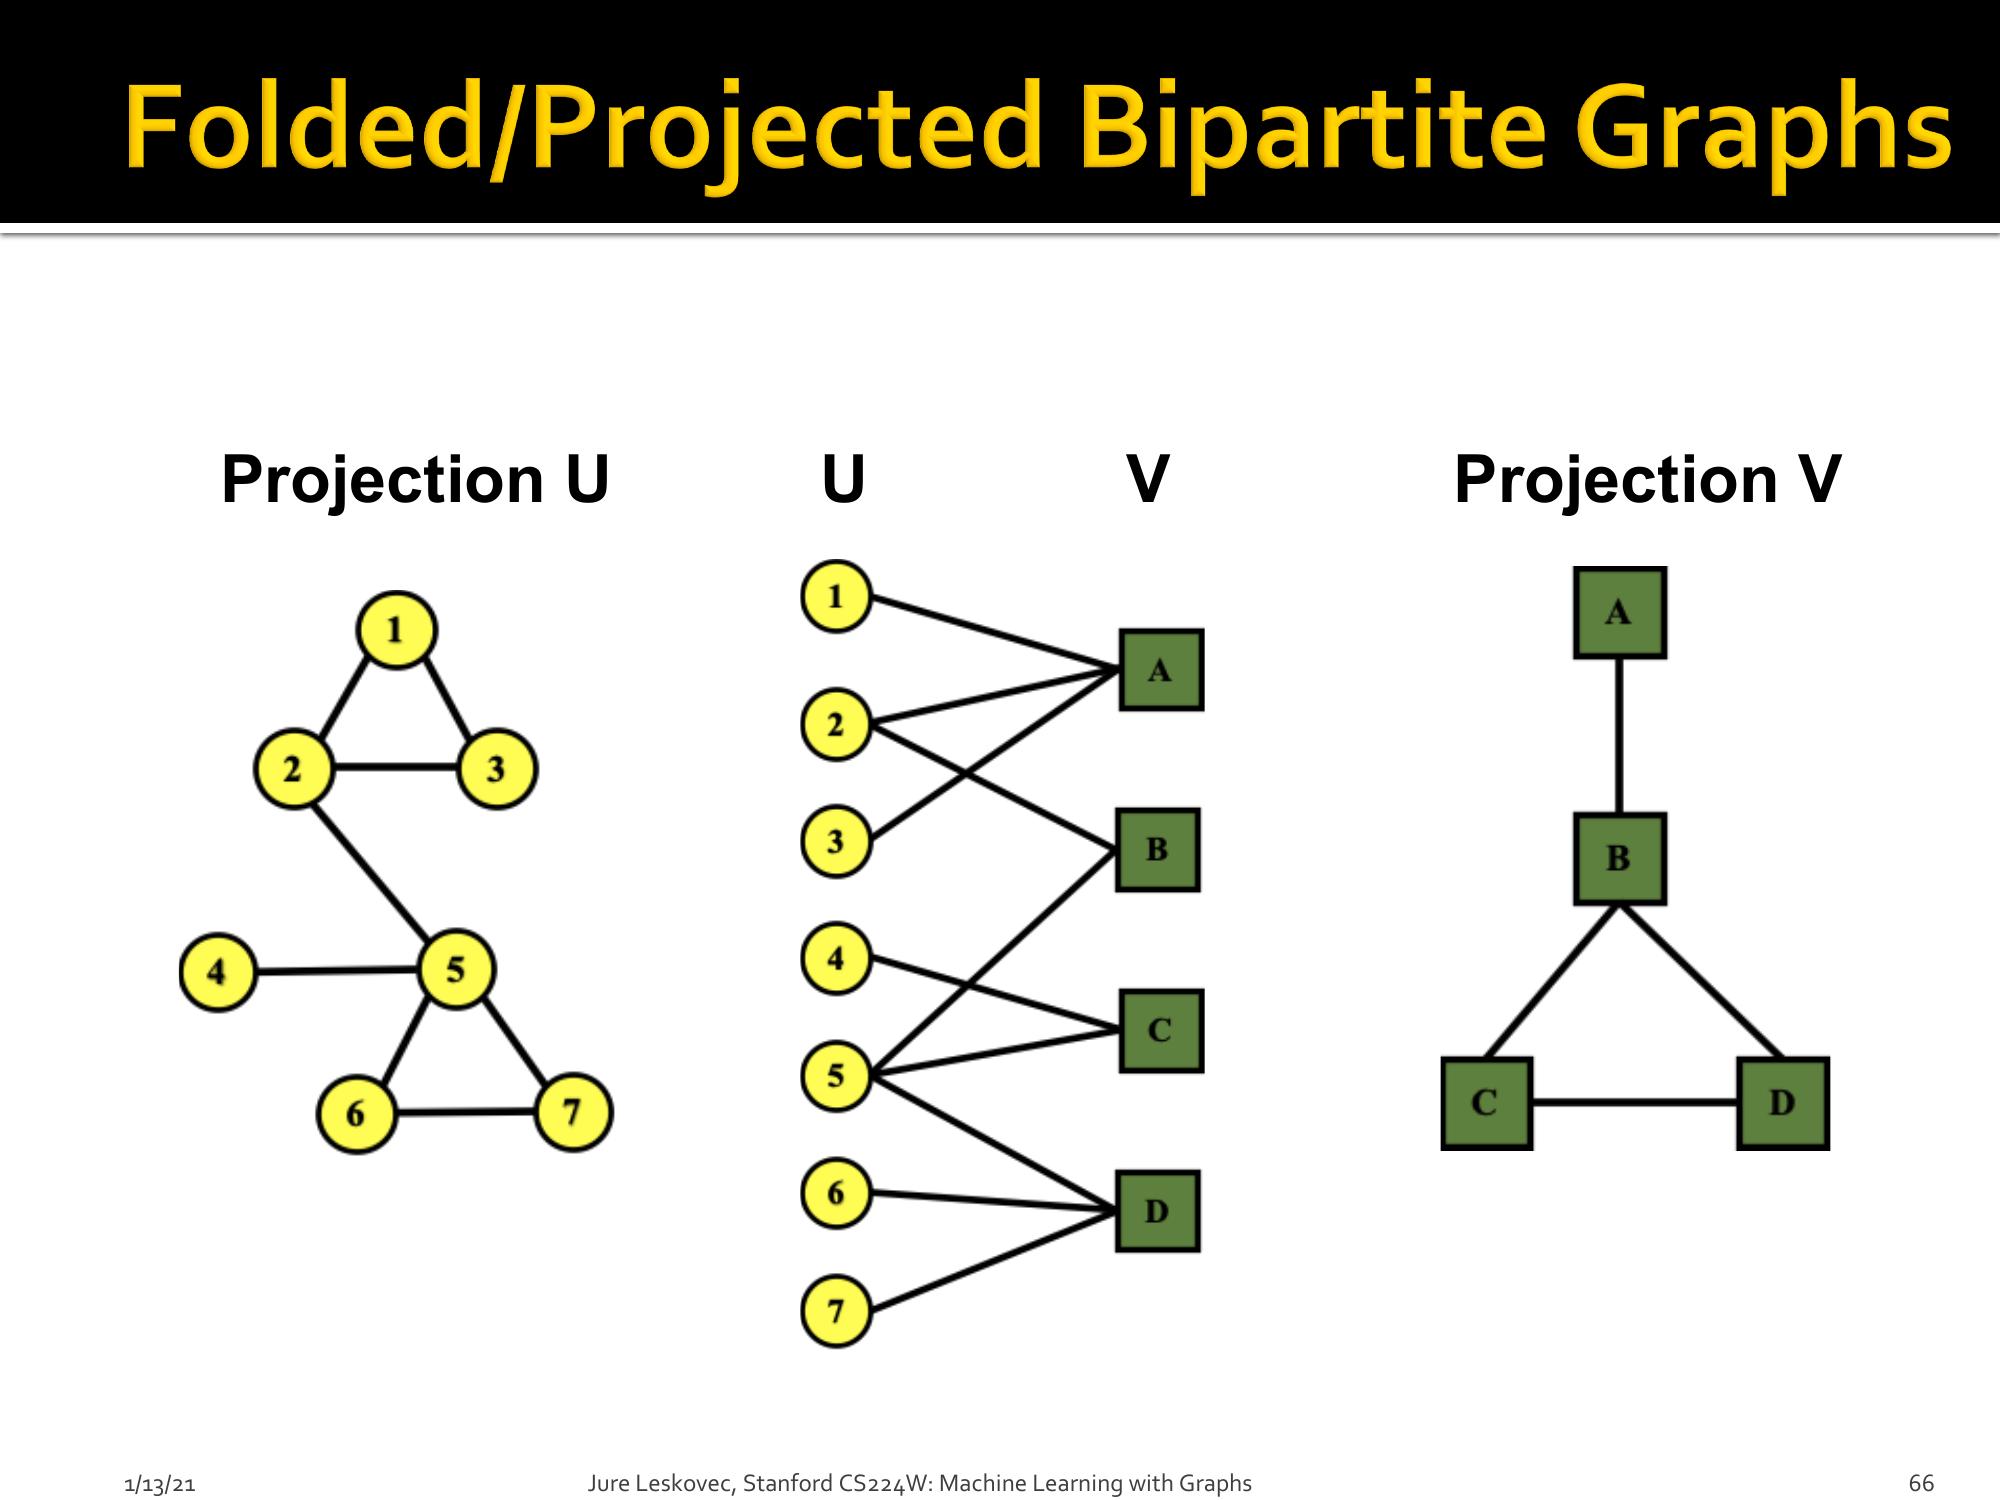 Folded/Projected Bipartite Graphs
Projection U
U
V
Projection V
1
2
3
4
5
6
7
1
2
3
4
5
6
7
A
B
C
D
A
B
C
D
1/13/21
Jure Leskovec, Stanford CS224W: Machine Learning with Graphs
66